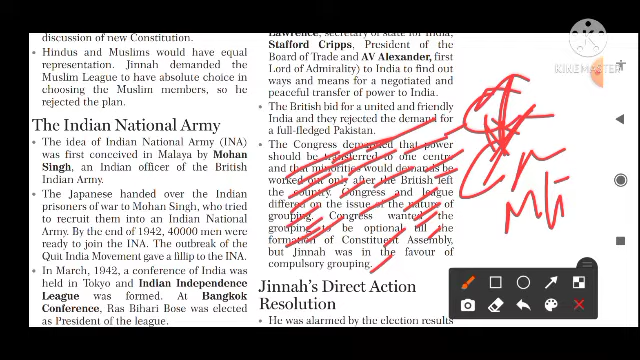 discussion of new Constitution.
• Hindus and Muslims would have equal
representation. Jinnah demanded the
Muslim League to have absolute choice in
choosing the Muslim members, so he
rejected the plan.
The Indian National Army
• The idea of Indian National Army (INA)
was first conceived in Malaya by Mohan
Singh, an Indian officer of the British
Indian Army.
• The Japanese handed over the Indian
prisoners of war to Mohan Singh, who tried
to recruit them into an Indian National
Army. By the end of 1942, 40000 men were
ready to join the INA. The outbreak of the
Quit India Movement gave a fillip to the INA.
• In March, 1942, a conference of India was
held in Tokyo and Indian Independence
League was formed. At Bangkok
Conference, Ras Bihari Bose was elected
as President of the league.
Lawrence, secretary of state for India,
Stafford Cripps, President of the
Board of Trade and AV Alexander, first
Lord of Admirality) to India to find out
ways and means for a negotiated and
peaceful transfer of power to India.
• The British bid for a united and friendly
India and they rejected the demand for
a full-fledged Pakistan.
• The Congress demanded that power
should be transferred to one centre
and that minorities would demands be
worked out only after the British left
the country. Congress and league
differed on the issue of the nature of
grouping. Congress wanted the
grouping to be optional till the
formation of Constituent Assembly,
but Jinnah was in the favour of
compulsory grouping.
Jinnah's Direct Action
Resolution
• He was alarmed by the election results
KINEMASTER